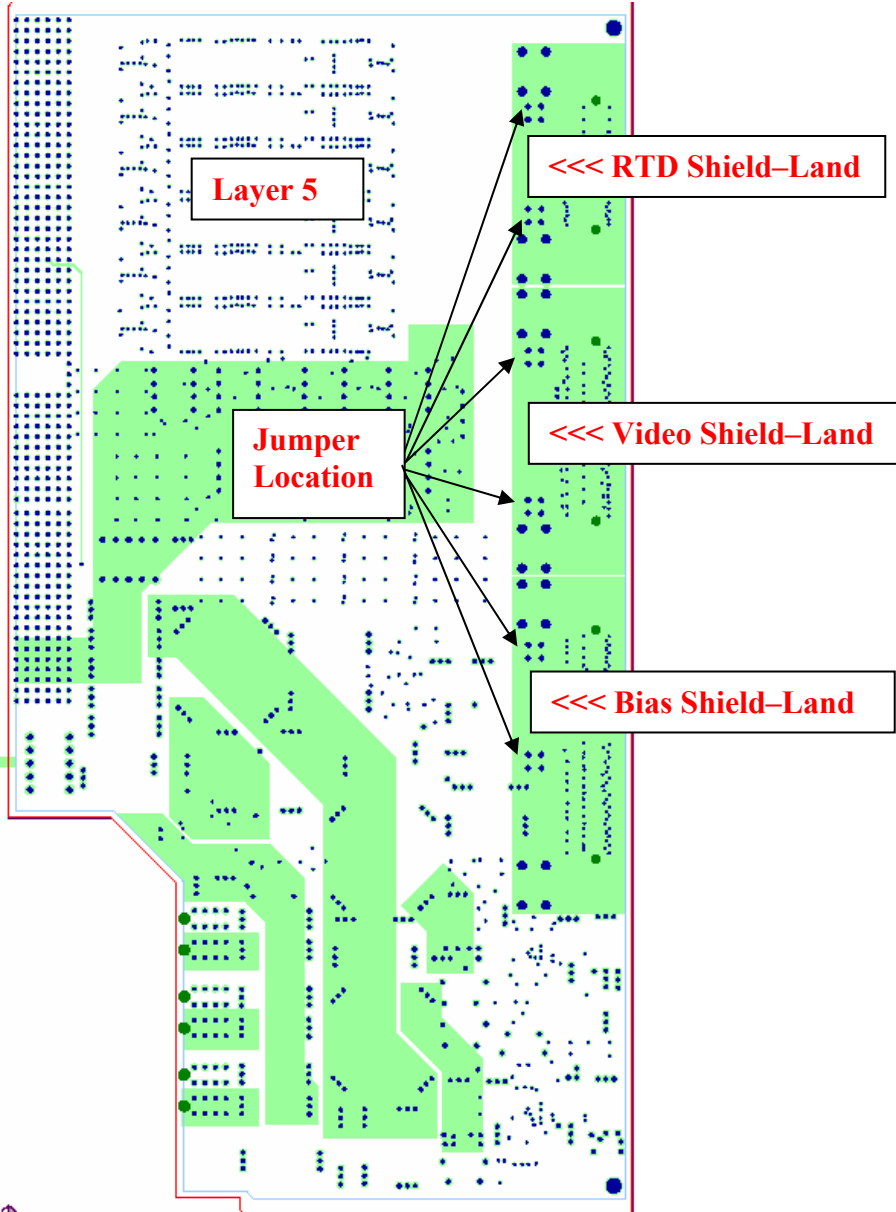 <<< RTD Shield–Land
Layer 5
Jumper
Location
<<< Video Shield–Land
<<< Bias Shield–Land